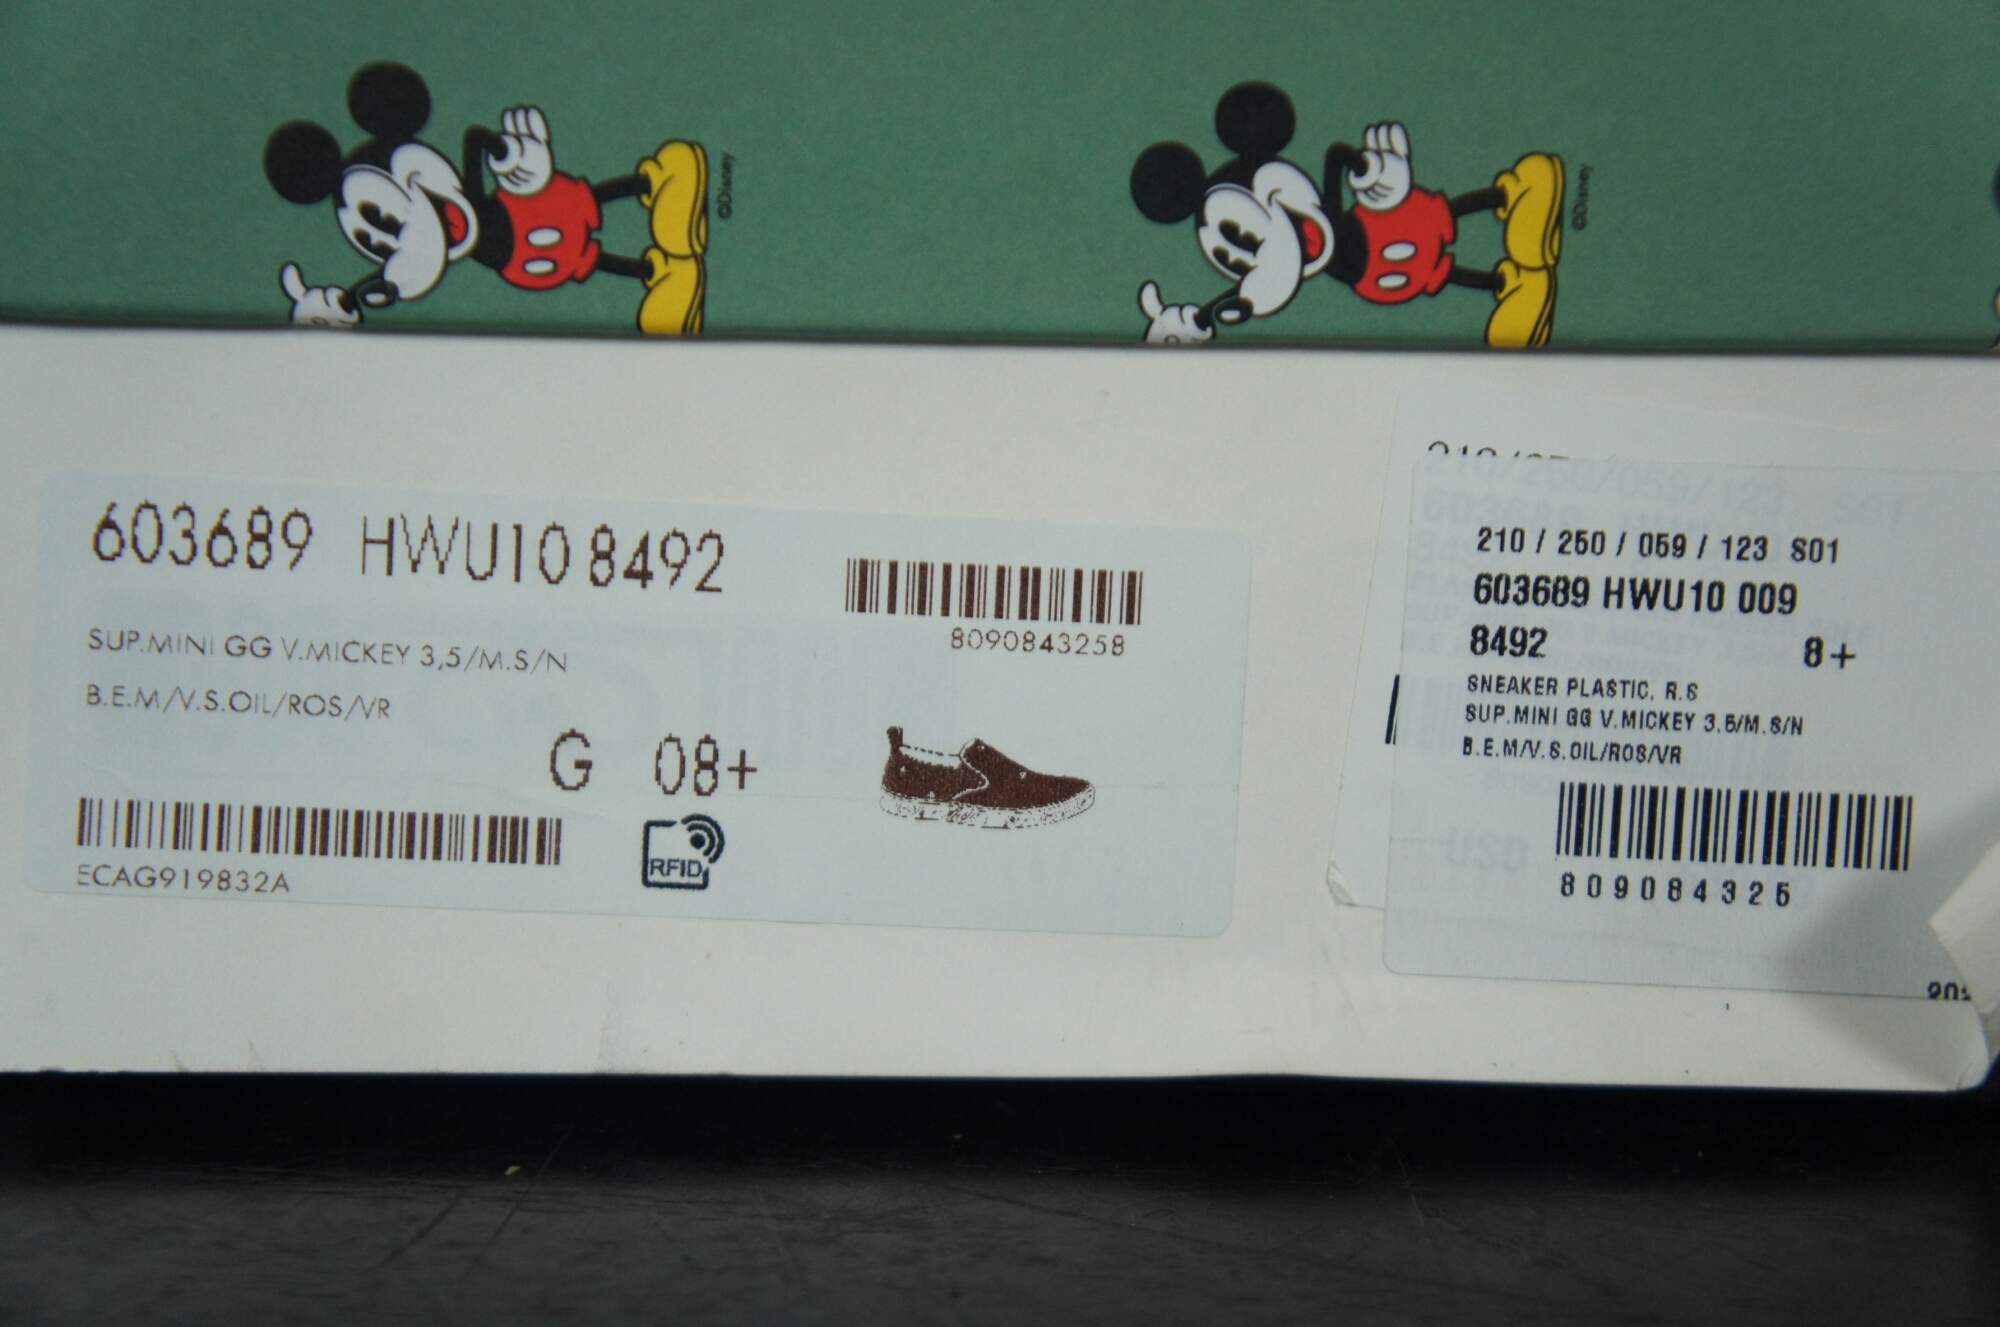 ©Disney
©Disney
603689 HWU10 8492
8090843258
SUP.MINI GG V.MICKEY 3,5/M.S/N
B.E.M/V.S.OIL/ROS/VR
G 08+
RFID
ECAG919832A
210 / 250 / 059 / 123 S01
603689 HWU10 009
8492 8+
SNEAKER PLASTIC. R.S
SUP.MINI GG V.MICKEY 3.5/M.S/N
B.E.M/V.S.OIL/ROS/VR
809084325
USD